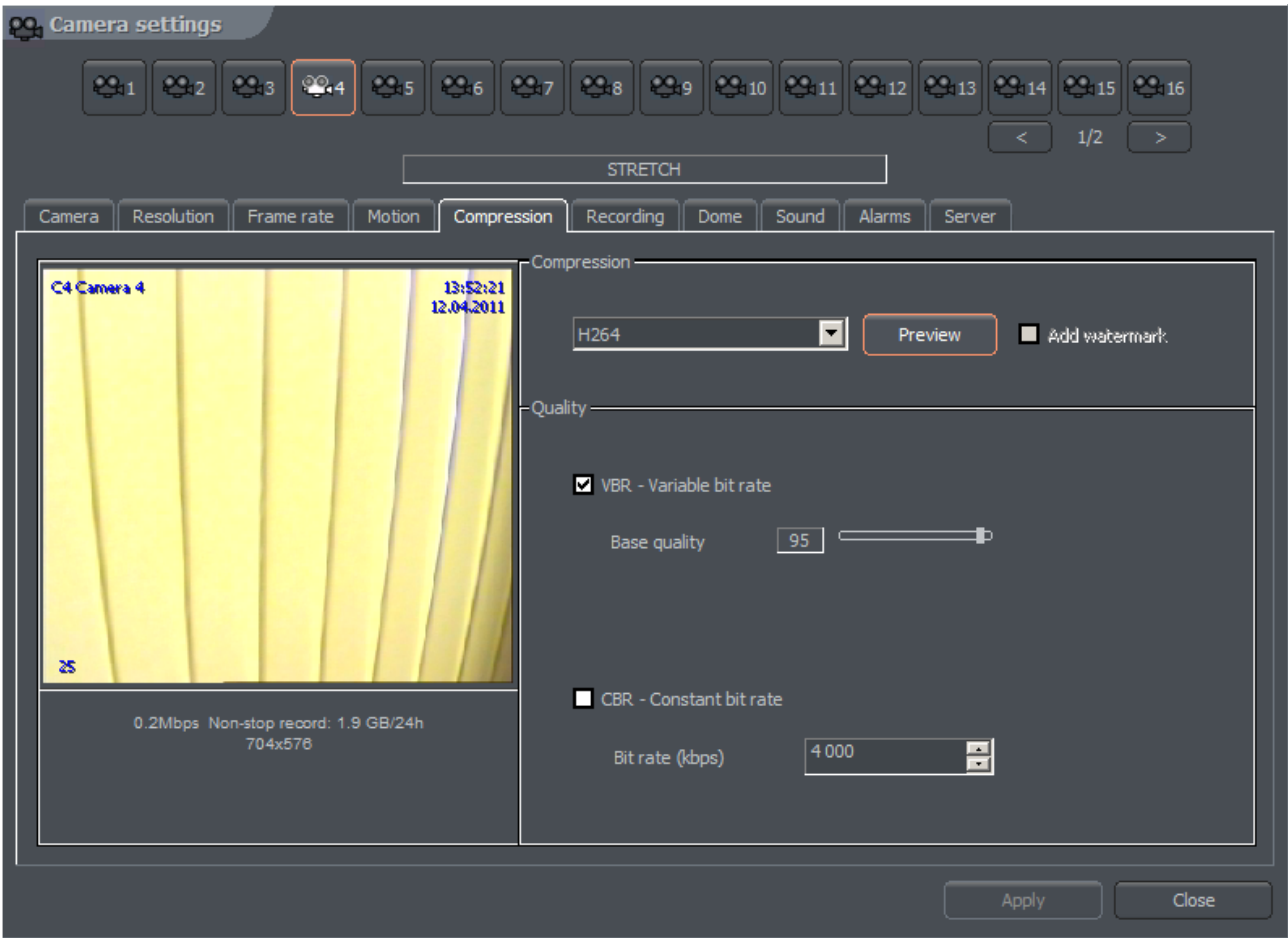 Camera settings
1 2 3 4 5 6 7 8 9 10 11 12 13 14 15 16
< 1/2 >
STRETCH
Camera Resolution Frame rate Motion Compression Recording Dome Sound Alarms Server
C4 Camera 4 13:52:21
12.04.2011
25
0.2Mbps Non-stop record: 1.9 GB/24h
704x576
Compression
H264 Preview Add watermark
Quality
VBR - Variable bit rate
Base quality 95
CBR - Constant bit rate
Bit rate (kbps) 4 000
Apply Close